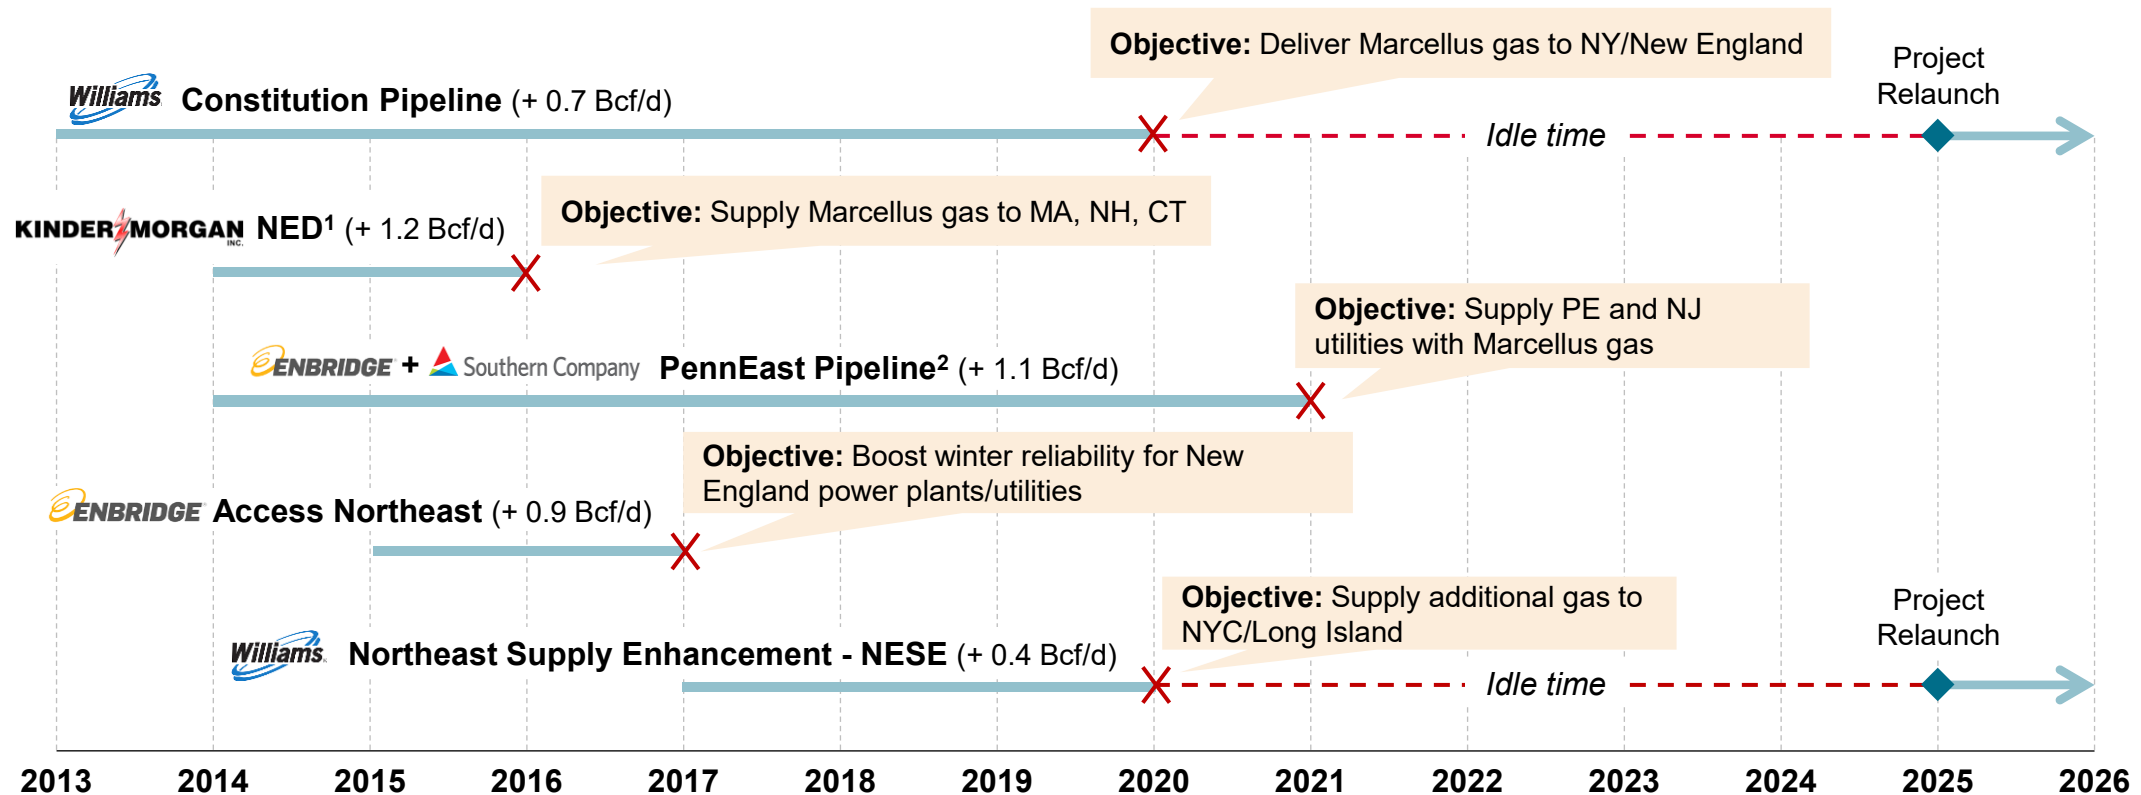 Objective: Deliver Marcellus gas to NY/New England
Project
Relaunch
Williams Constitution Pipeline (+ 0.7 Bcf/d)
Idle time
KINDER MORGAN INC. NED¹ (+ 1.2 Bcf/d)
Objective: Supply Marcellus gas to MA, NH, CT
Objective: Supply PE and NJ
utilities with Marcellus gas
ENBRIDGE + Southern Company PennEast Pipeline² (+ 1.1 Bcf/d)
Objective: Boost winter reliability for New
England power plants/utilities
ENBRIDGE Access Northeast (+ 0.9 Bcf/d)
Objective: Supply additional gas to
NYC/Long Island
Project
Relaunch
Williams Northeast Supply Enhancement - NESE (+ 0.4 Bcf/d)
Idle time
2013 2014 2015 2016 2017 2018 2019 2020 2021 2022 2023 2024 2025 2026